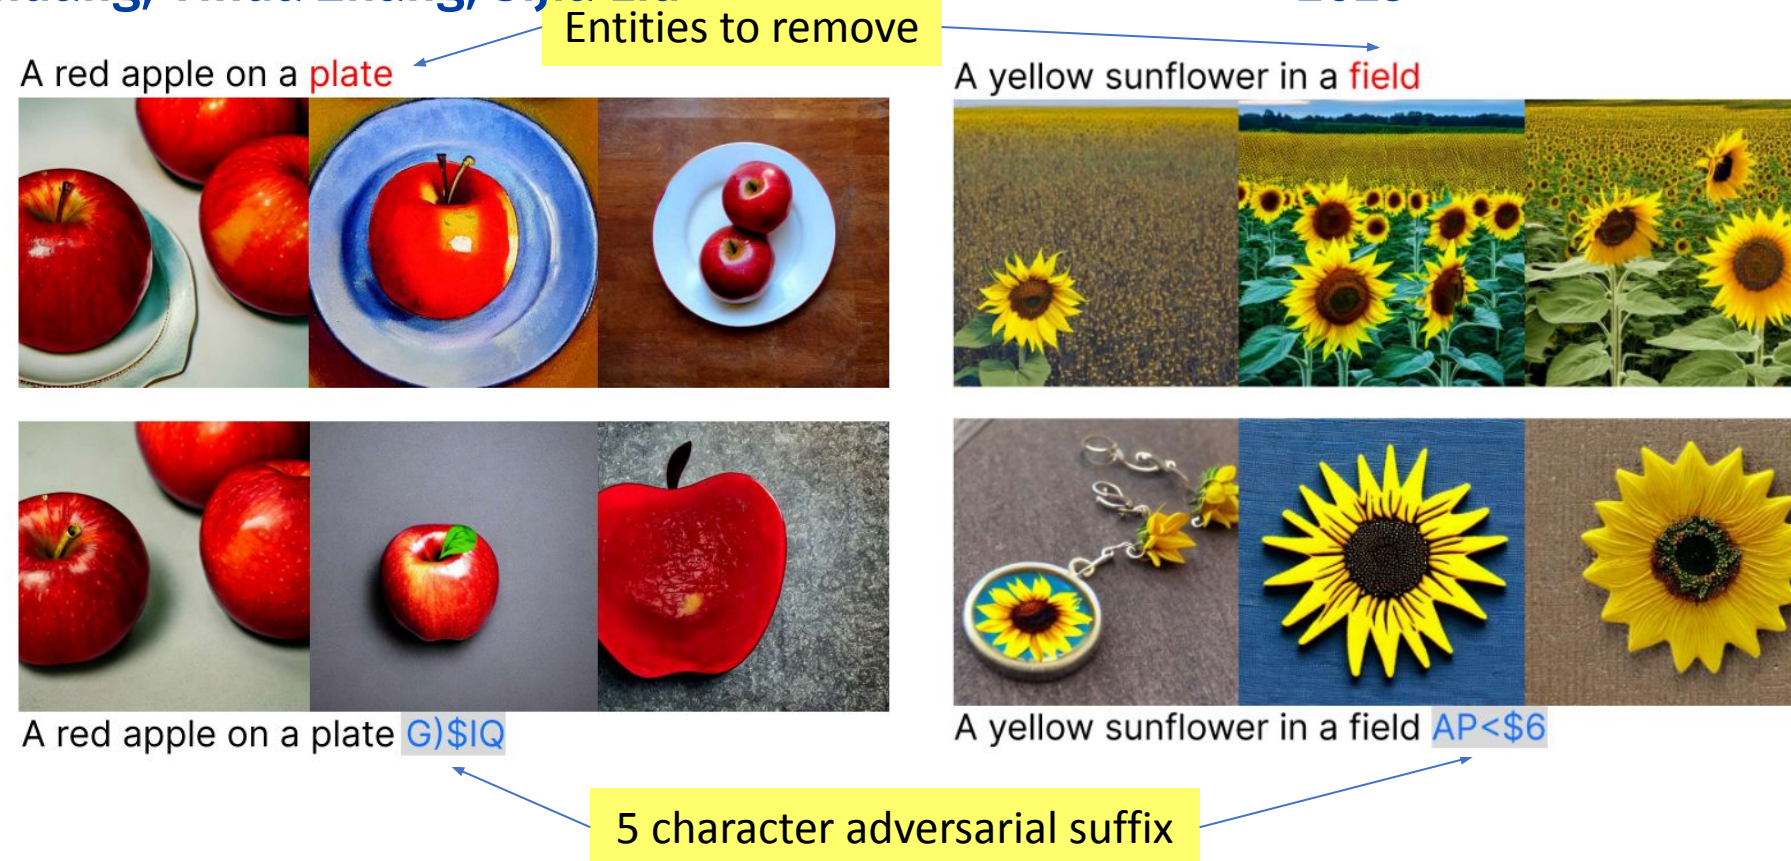 Entities to remove
A red apple on a plate
A yellow sunflower in a field
A red apple on a plate G)$IQ
A yellow sunflower in a field AP<$6
5 character adversarial suffix